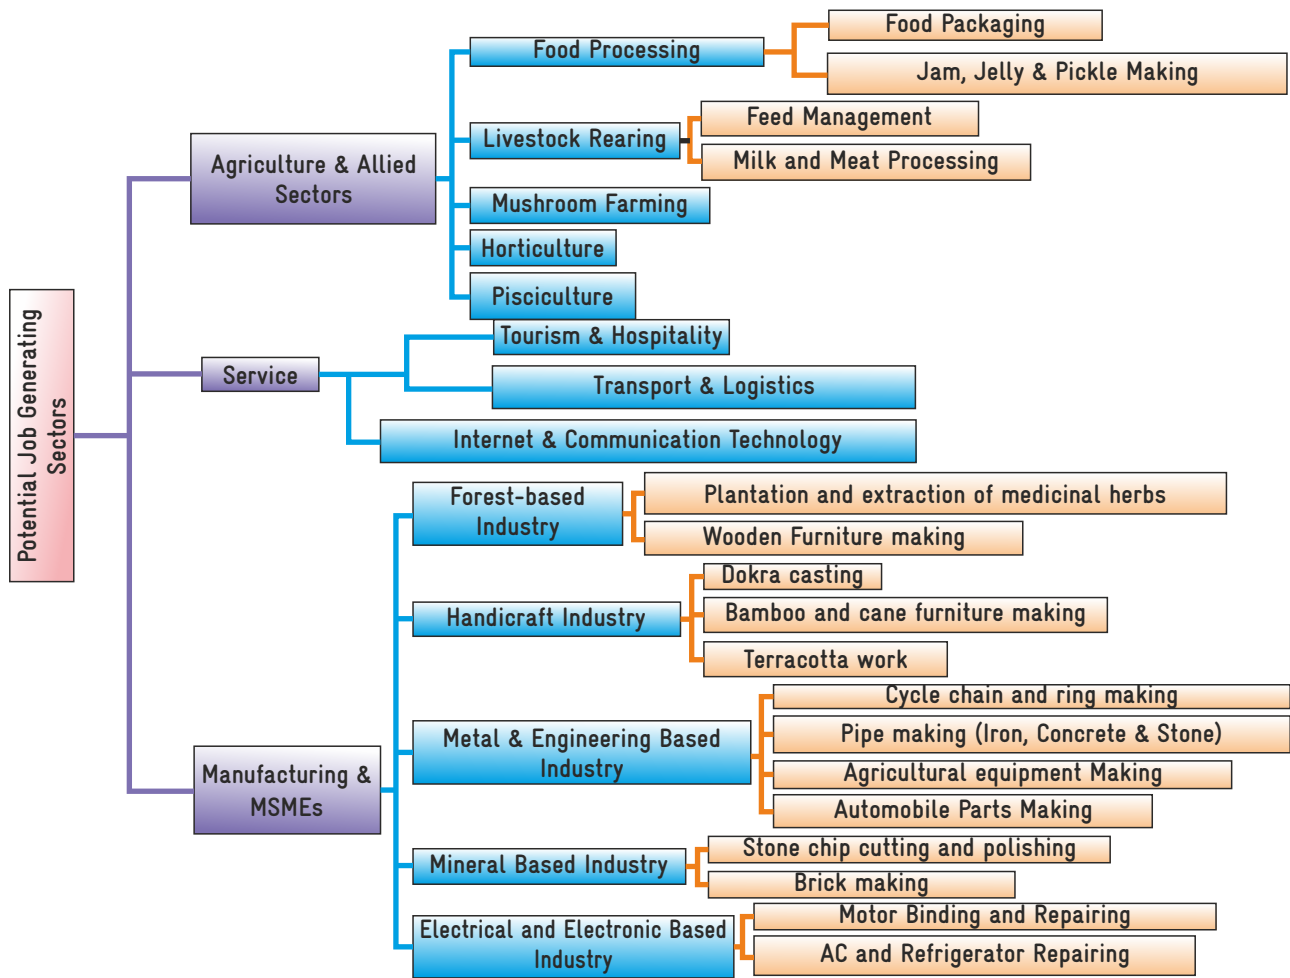 Potential Job Generating
Sectors
Agriculture & Allied
Sectors
Food Processing
Food Packaging
Jam, Jelly & Pickle Making
Livestock Rearing
Feed Management
Milk and Meat Processing
Mushroom Farming
Horticulture
Pisciculture
Service
Tourism & Hospitality
Transport & Logistics
Internet & Communication Technology
Manufacturing &
MSMEs
Forest-based
Industry
Plantation and extraction of medicinal herbs
Wooden Furniture making
Handicraft Industry
Dokra casting
Bamboo and cane furniture making
Terracotta work
Metal & Engineering Based
Industry
Cycle chain and ring making
Pipe making (Iron, Concrete & Stone)
Agricultural equipment Making
Automobile Parts Making
Mineral Based Industry
Stone chip cutting and polishing
Brick making
Electrical and Electronic Based
Industry
Motor Binding and Repairing
AC and Refrigerator Repairing